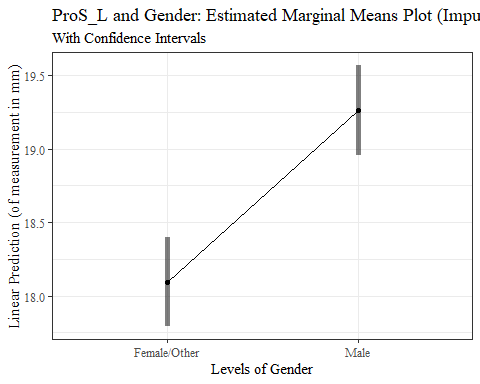 ProS_L and Gender: Estimated Marginal Means Plot (Impu
With Confidence Intervals
Linear Prediction (of measurement in mm)
19.5
19.0
18.5
18.0
Female/Other
Male
Levels of Gender